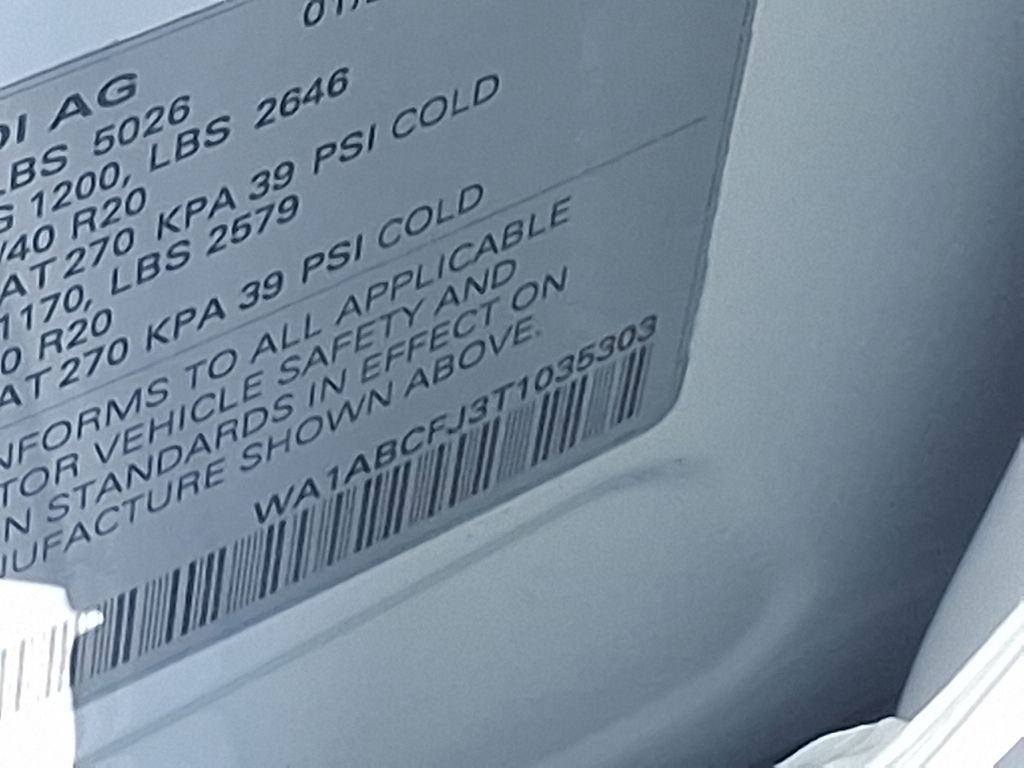 01/
DI AG
LBS 5026
G 1200, LBS 2646
/40 R20
AT 270 KPA 39 PSI COLD
1170, LBS 2579
0 R20
AT 270 KPA 39 PSI COLD
NFORMS TO ALL APPLICABLE
TOR VEHICLE SAFETY AND
N STANDARDS IN EFFECT ON
NUFACTURE SHOWN ABOVE.
WA1ABCFJ3T1035303